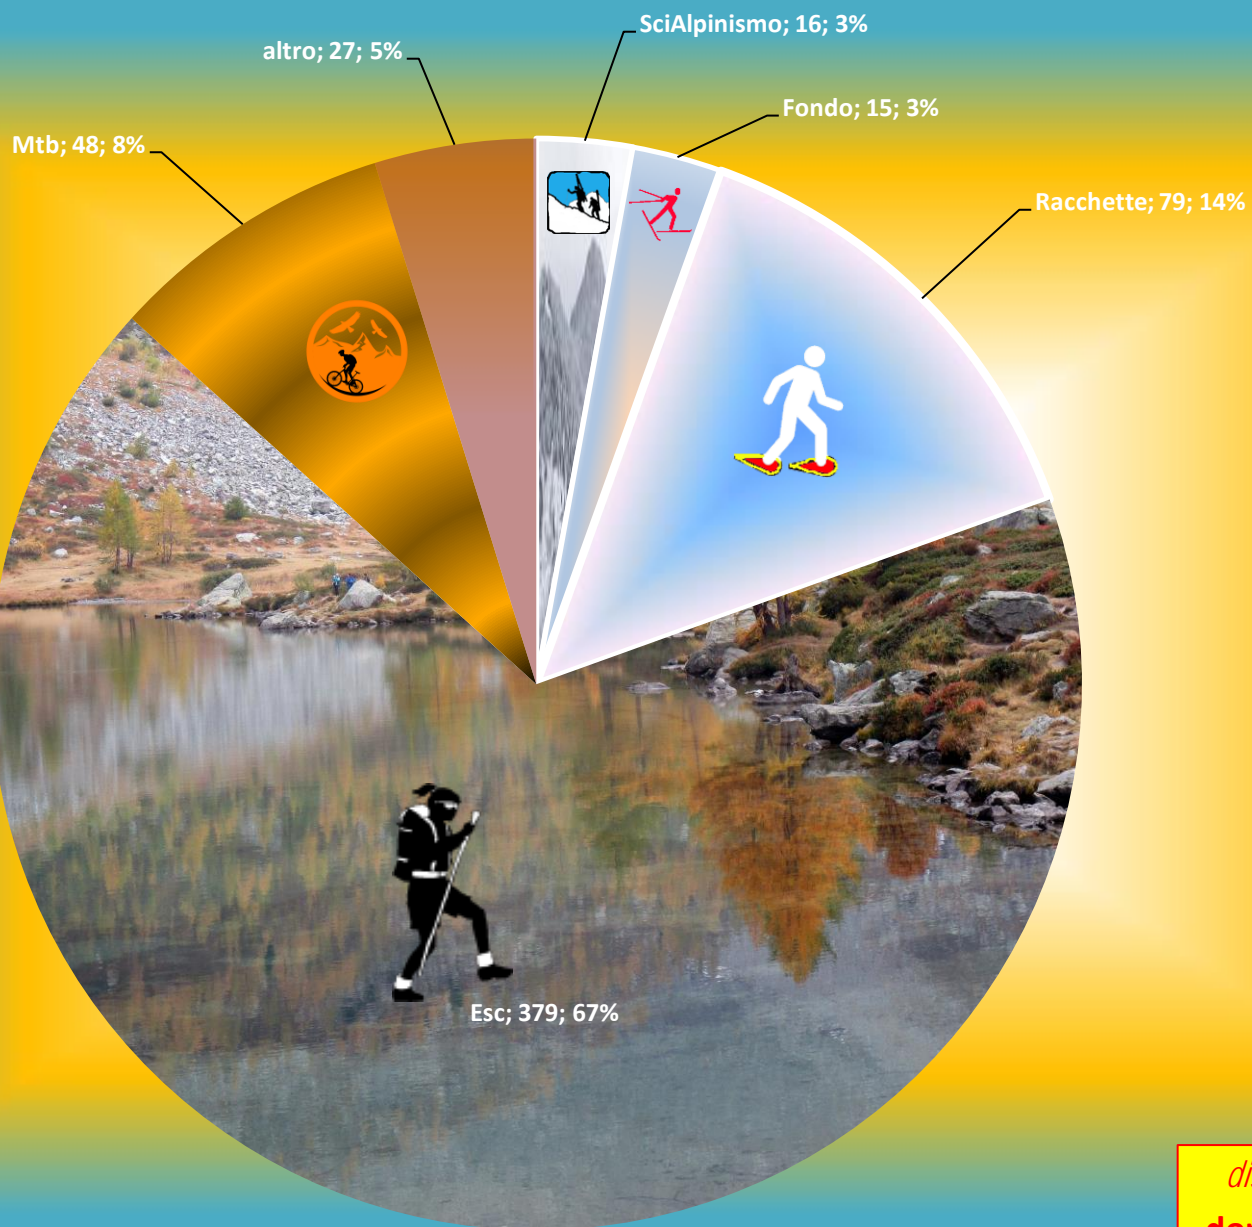 SciAlpinismo; 16; 3%
altro; 27; 5%
Fondo; 15; 3%
Mtb; 48; 8%
Racchette; 79; 14%
Esc; 379; 67%